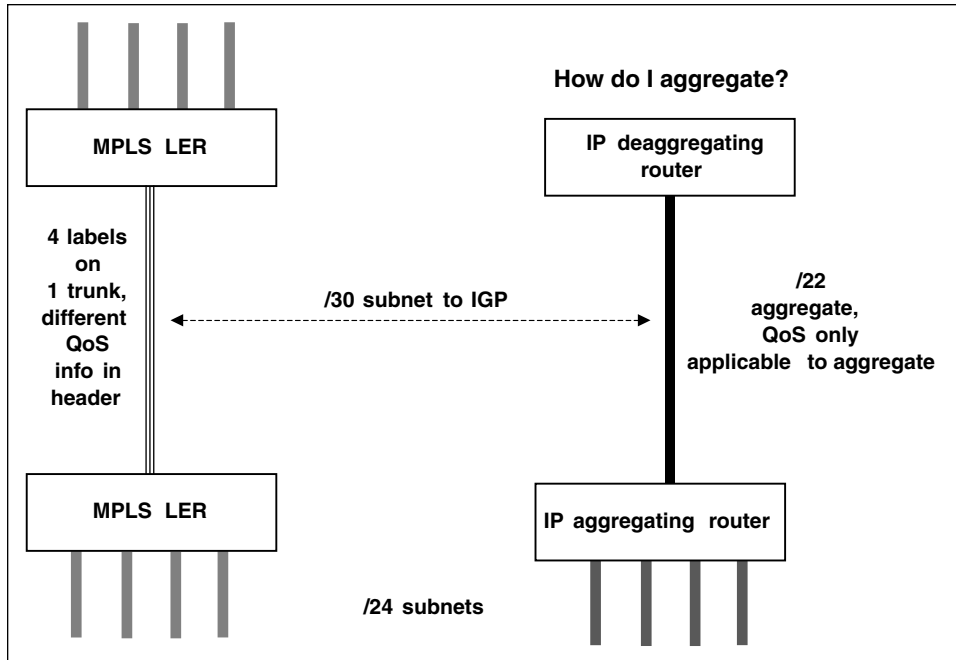 How do I aggregate?
MPLS LER
IP deaggregating
router
4 labels
on
1 trunk,
different
QoS
info in
header
/30 subnet to IGP
/22
aggregate,
QoS only
applicable to aggregate
MPLS LER
IP aggregating router
/24 subnets